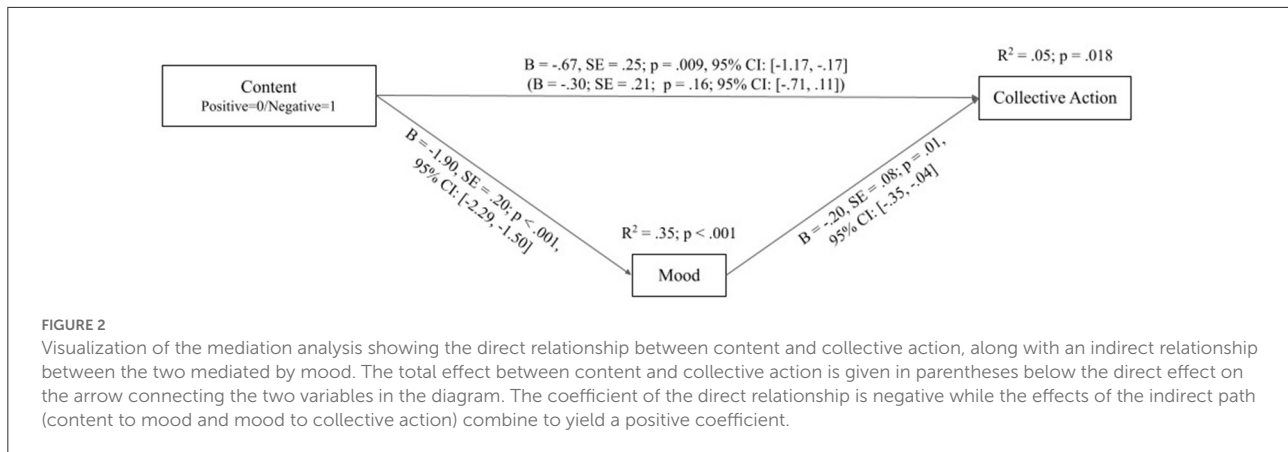 B = -.67, SE = .25; p = .009, 95% CI: [-1.17, -.17]
(B = -.30; SE = .21; p = .16; 95% CI: [-.71, .11])
R² = .05; p = .018
Content
Positive=0/Negative=1
Collective Action
B = -1.90, SE = .20; p < .001,
95% CI: [-2.29, -1.50]
B = -.20, SE = .08; p = .01,
95% CI: [-.35, -.04]
R² = .35; p < .001
Mood
FIGURE 2
Visualization of the mediation analysis showing the direct relationship between content and collective action, along with an indirect relationship
between the two mediated by mood. The total effect between content and collective action is given in parentheses below the direct effect on
the arrow connecting the two variables in the diagram. The coefficient of the direct relationship is negative while the effects of the indirect path
(content to mood and mood to collective action) combine to yield a positive coefficient.